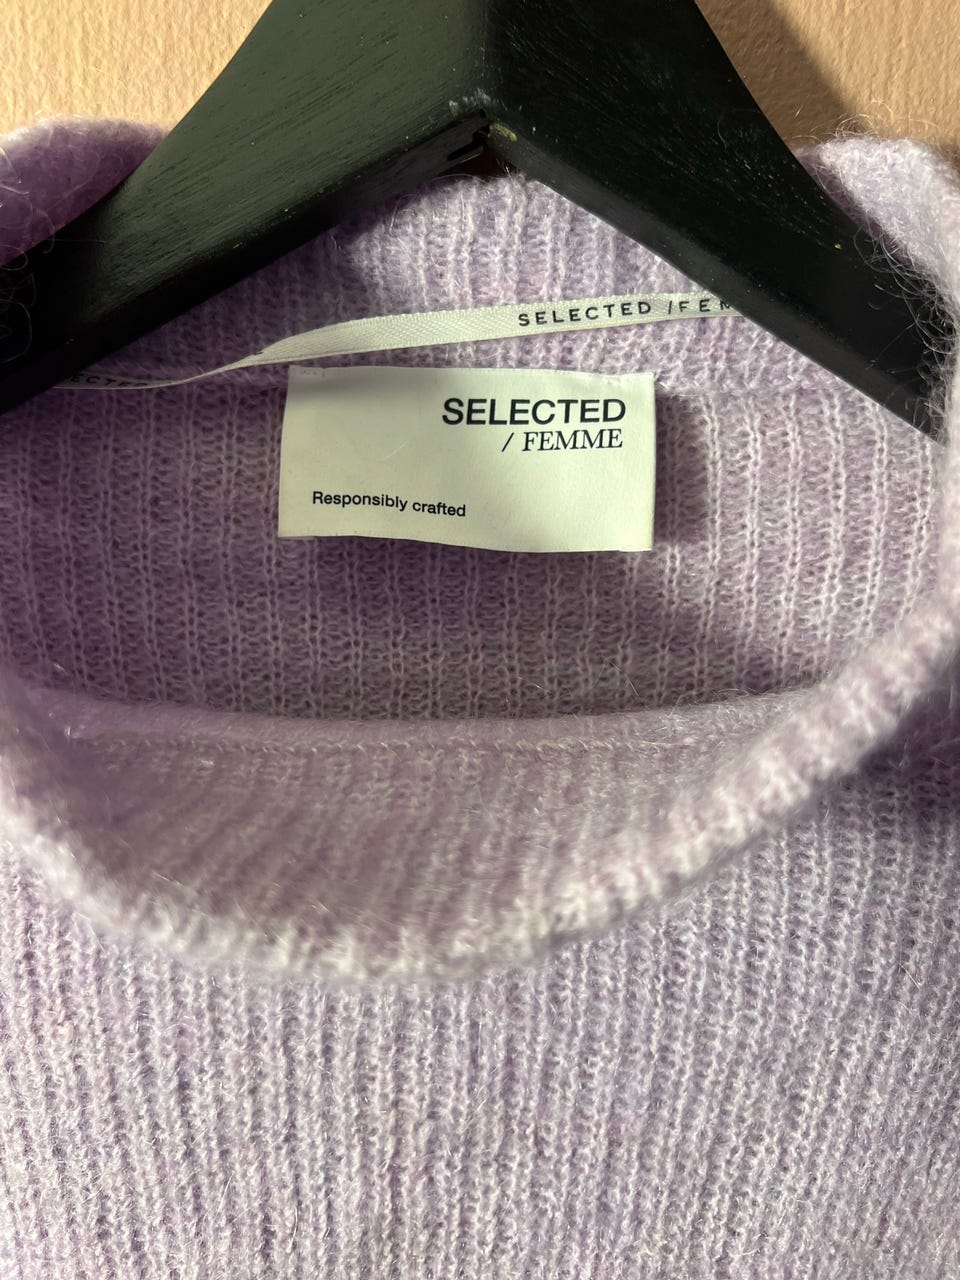 SELECTED /FE
SELECTED
/ FEMME
Responsibly crafted